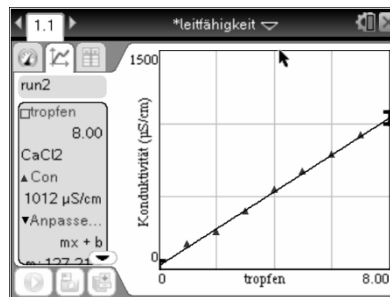 1.1
*leitfähigkeit
run2
tropfen
8.00
CaCl2
▲Con
1012 µS/cm
▼Anpasse...
mx + b
1500
Konduktivität (µS/cm)
0
0
tropfen
8.00